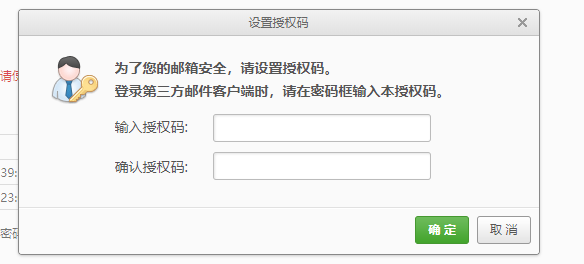 设置授权码
请使
为了您的邮箱安全，请设置授权码。
登录第三方邮件客户端时，请在密码框输入本授权码。
输入授权码:
确认授权码:
39:
23:
密码
确 定
取 消